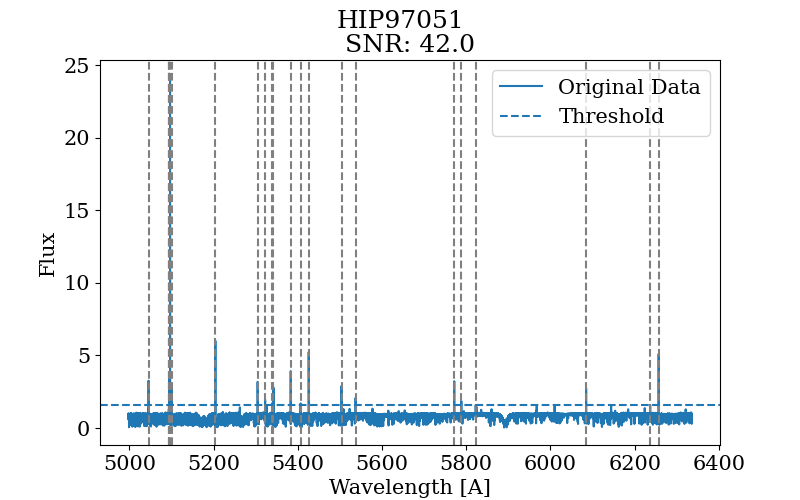 HIP97051
SNR: 42.0
Original Data
Threshold
25
20
15
10
5
0
Flux
5000 5200 5400 5600 5800 6000 6200 6400
Wavelength [A]